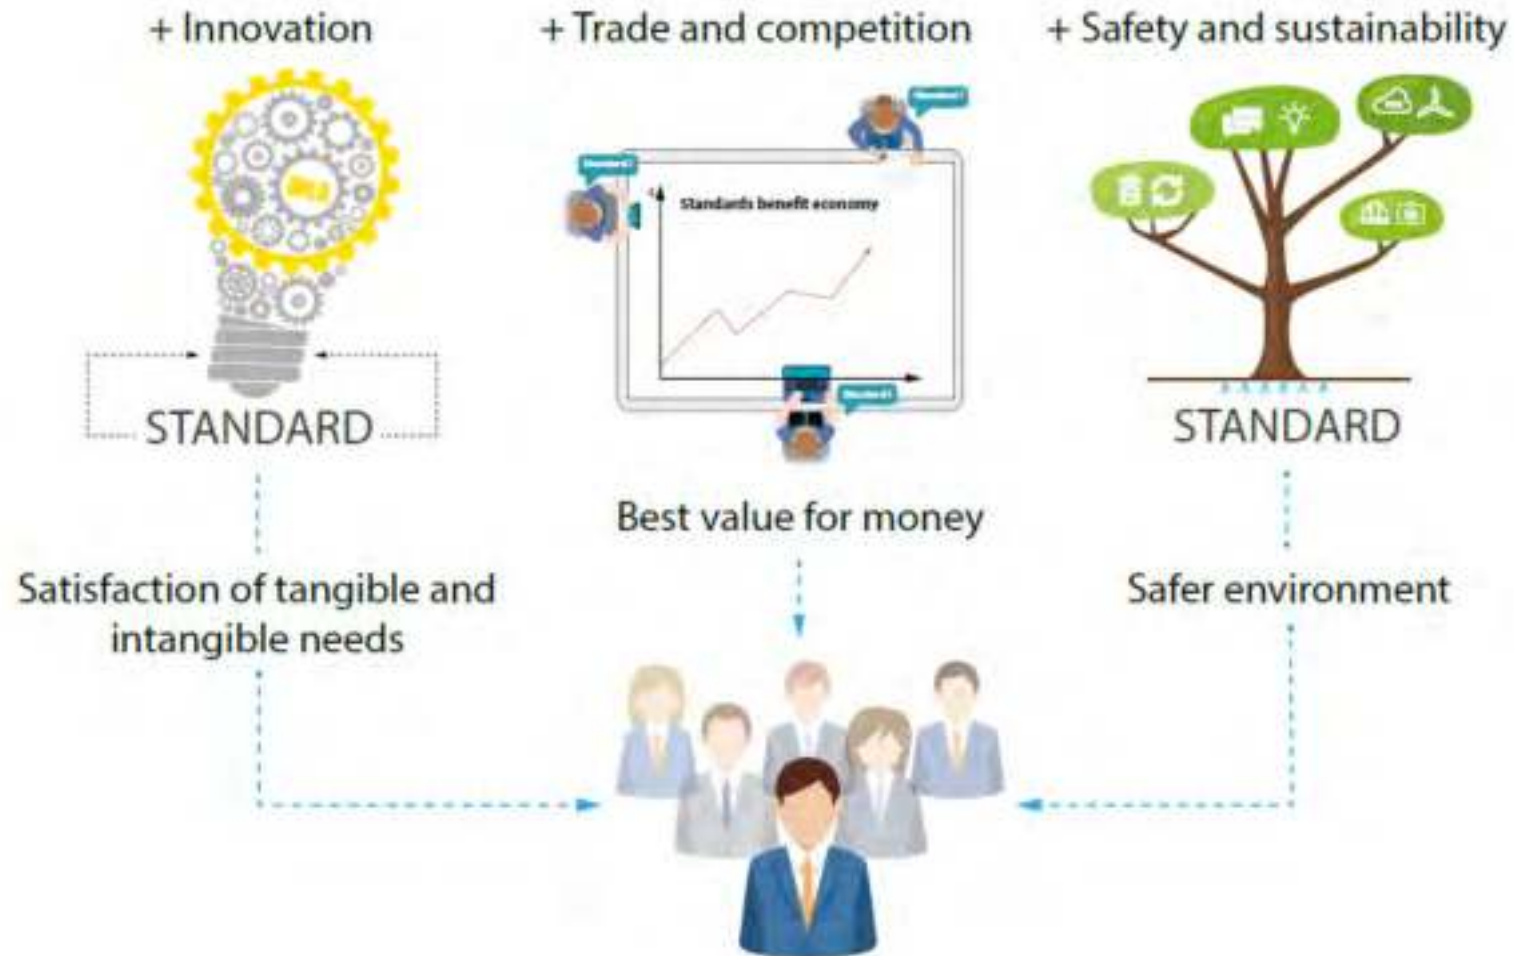 + Innovation
+ Trade and competition
+ Safety and sustainability
Standards benefit economy
STANDARD
STANDARD
Best value for money
Satisfaction of tangible and
intangible needs
Safer environment